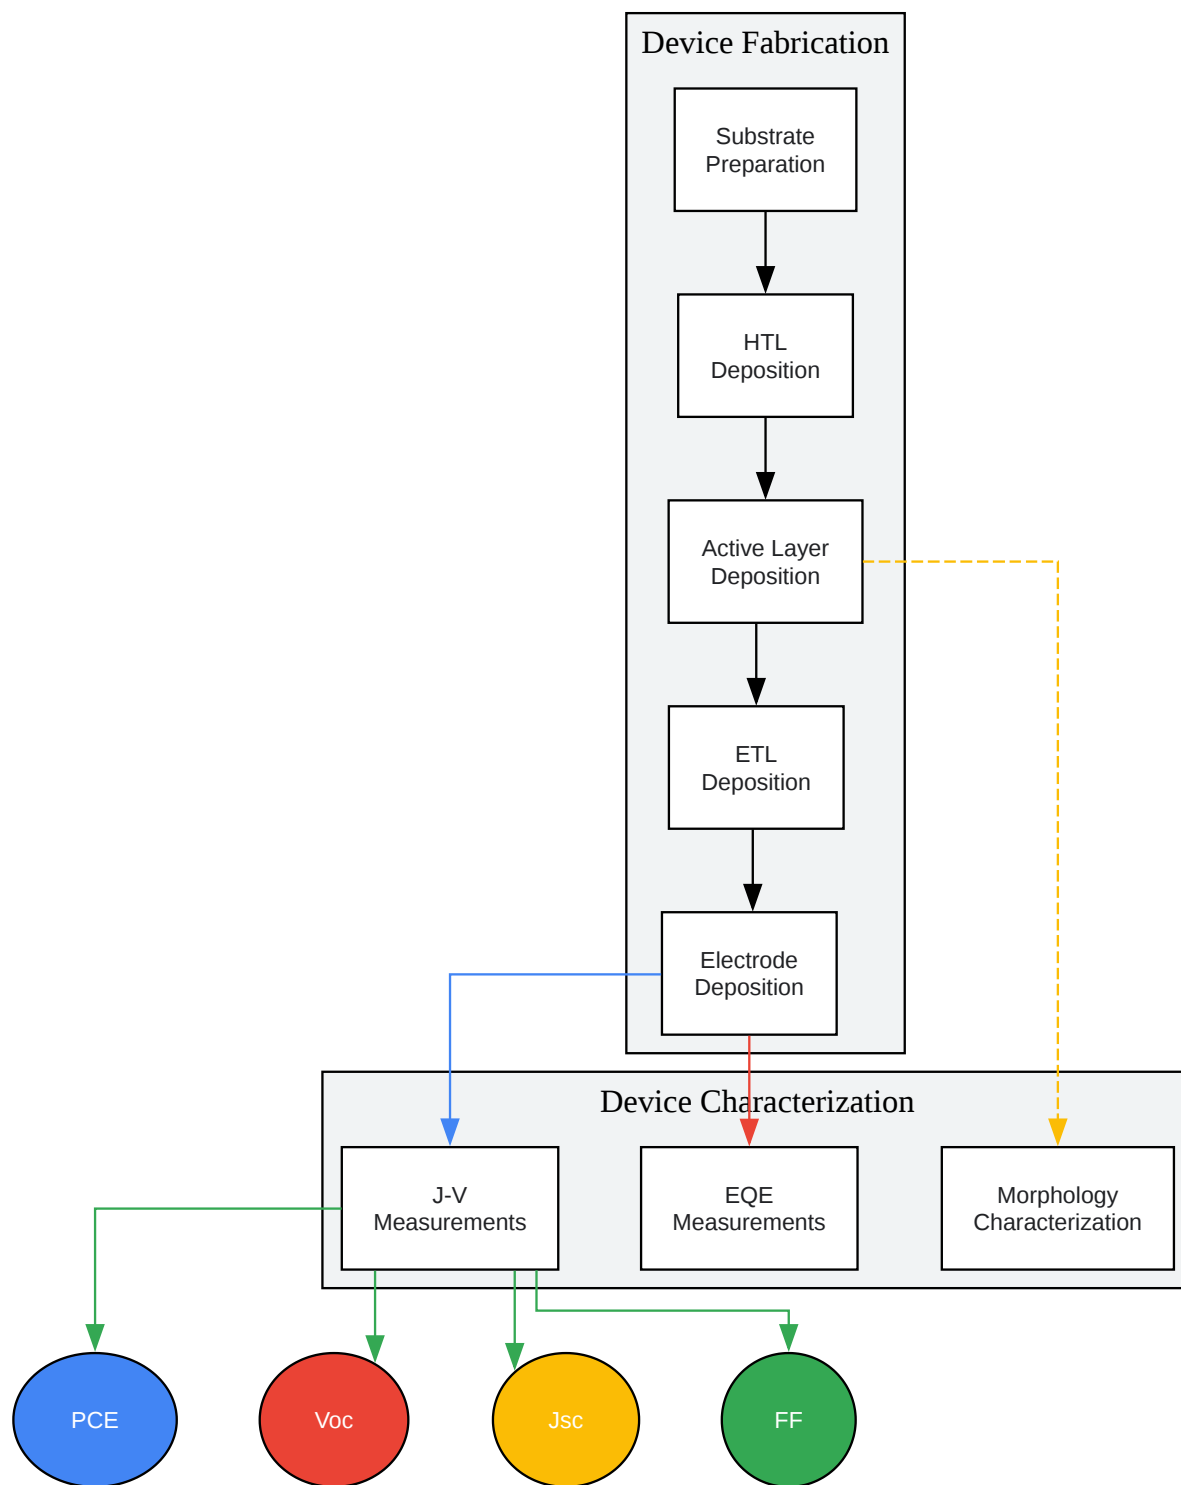 Device Fabrication
Substrate
Preparation
HTL
Deposition
Active Layer
Deposition
ETL
Deposition
Electrode
Deposition
Device Characterization
J-V
Measurements
EQE
Measurements
Morphology
Characterization
PCE
Voc
Jsc
FF